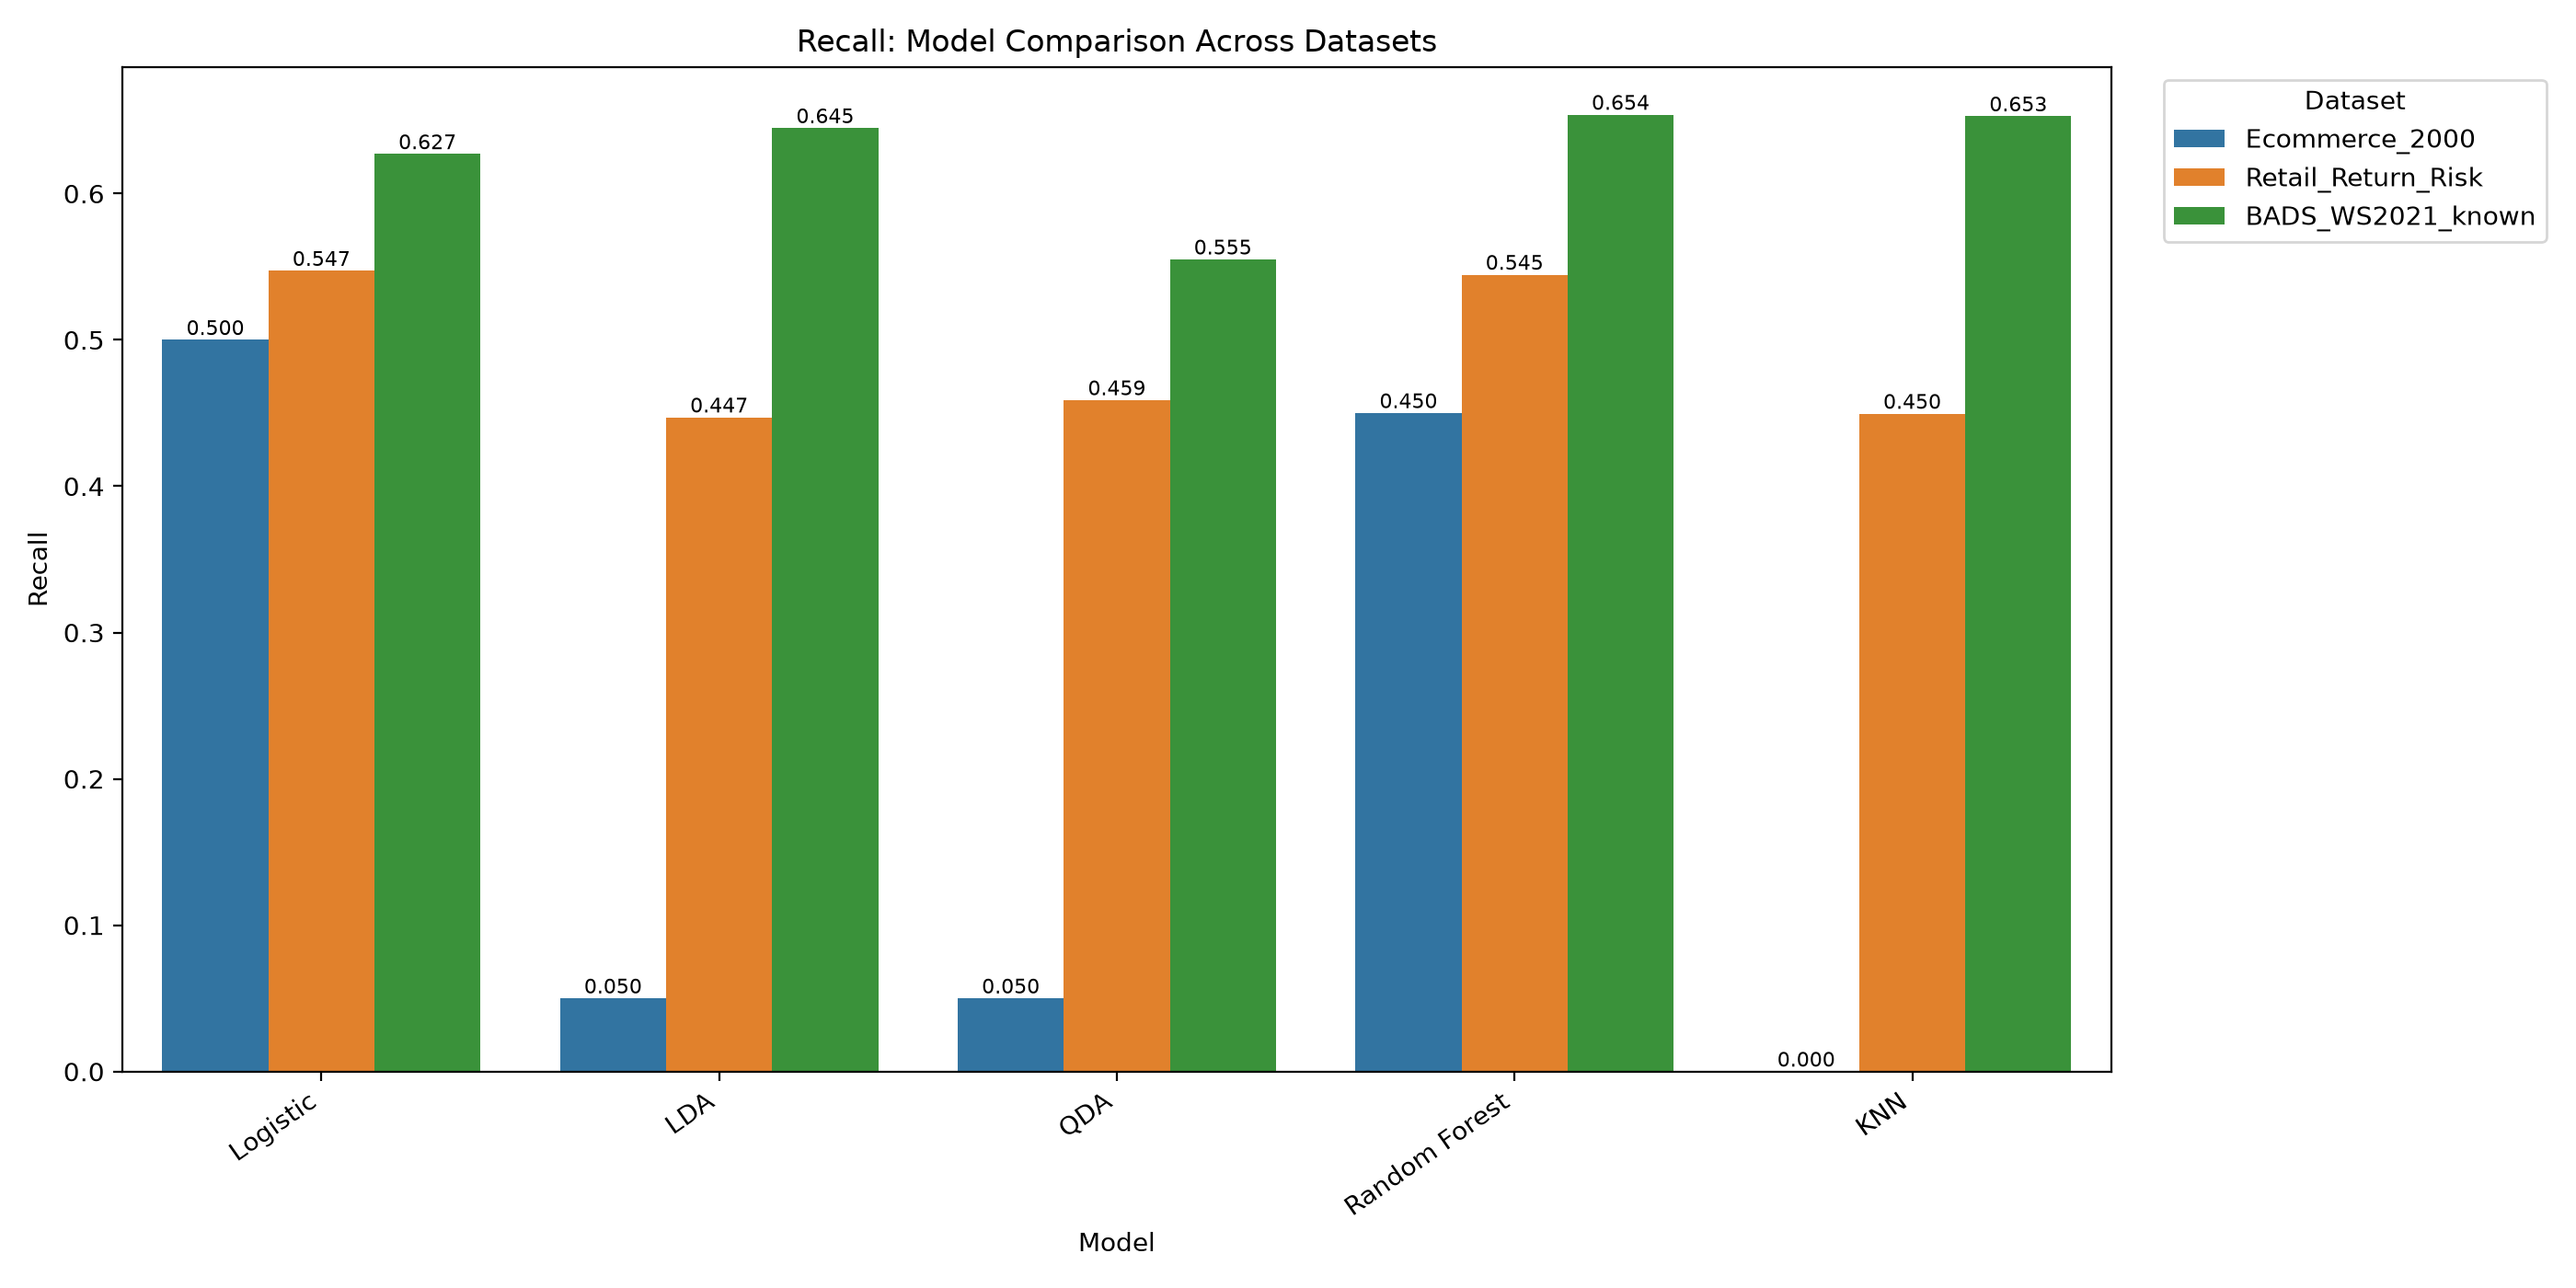 Recall: Model Comparison Across Datasets
Dataset
Ecommerce_2000
Retail_Return_Risk
BADS_WS2021_known
Recall
0.6
0.5
0.4
0.3
0.2
0.1
0.0
0.500
0.547
0.627
0.050
0.447
0.645
0.050
0.459
0.555
0.450
0.545
0.654
0.000
0.450
0.653
Logistic
LDA
QDA
Random Forest
KNN
Model